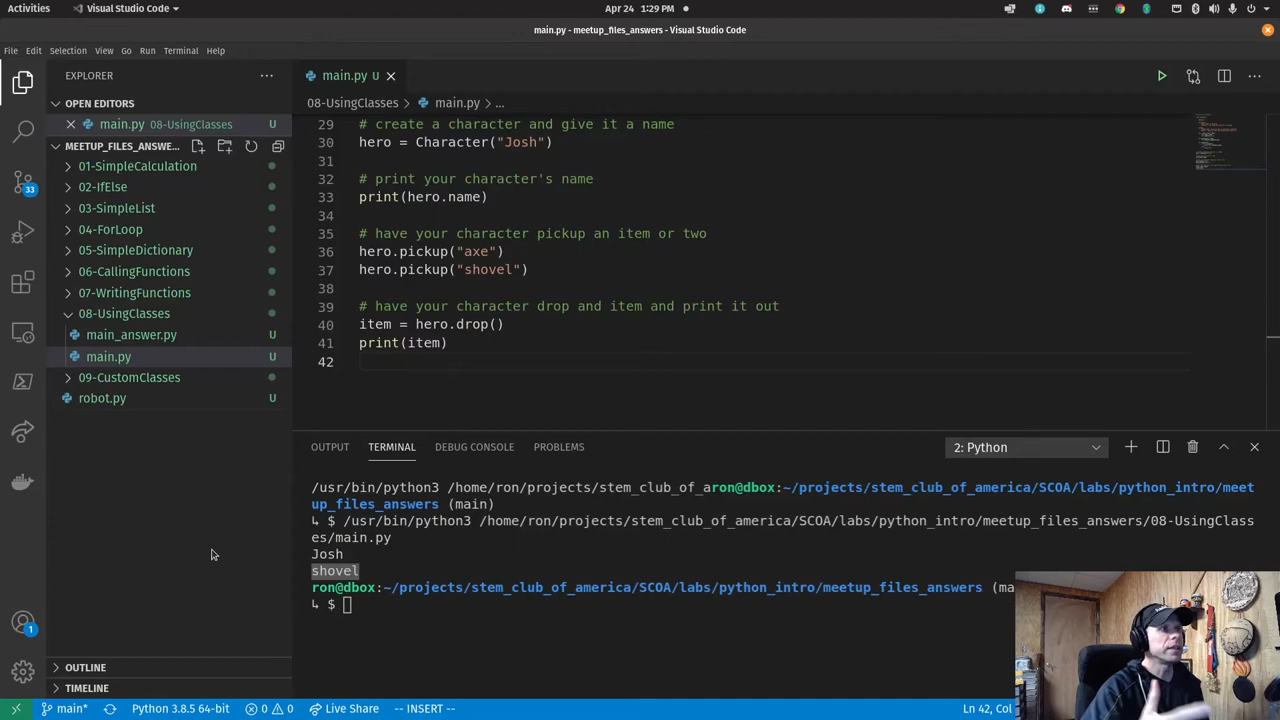 Activities
Visual Studio Code
Apr 24 1:29 PM
main.py - meetup_files_answers - Visual Studio Code
File Edit Selection View Go Run Terminal Help
EXPLORER
OPEN EDITORS
main.py 08-UsingClasses U
MEETUP_FILES_ANSWE...
01-SimpleCalculation
02-IfElse
03-SimpleList
04-ForLoop
05-SimpleDictionary
06-CallingFunctions
07-WritingFunctions
08-UsingClasses
main_answer.py U
main.py U
09-CustomClasses
robot.py U
OUTLINE
TIMELINE
33
1
main.py U
08-UsingClasses > main.py > ...
29 # create a character and give it a name
30 hero = Character("Josh")
31
32 # print your character's name
33 print(hero.name)
34
35 # have your character pickup an item or two
36 hero.pickup("axe")
37 hero.pickup("shovel")
38
39 # have your character drop and item and print it out
40 item = hero.drop()
41 print(item)
42
OUTPUT TERMINAL DEBUG CONSOLE PROBLEMS
2: Python
/usr/bin/python3 /home/ron/projects/stem_club_of_aron@dbox:~/projects/stem_club_of_america/SCOA/labs/python_intro/meet
up_files_answers (main)
↳ $ /usr/bin/python3 /home/ron/projects/stem_club_of_america/SCOA/labs/python_intro/meetup_files_answers/08-UsingClass
es/main.py
Josh
shovel
ron@dbox:~/projects/stem_club_of_america/SCOA/labs/python_intro/meetup_files_answers (ma
↳ $
main* Python 3.8.5 64-bit 0 0 Live Share -- INSERT -- Ln 42, Col